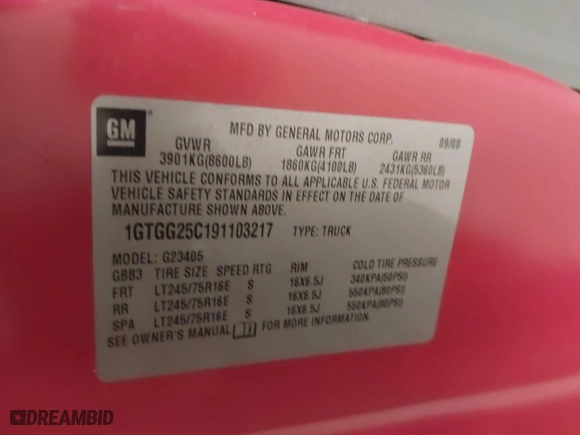 GM
MFD BY GENERAL MOTORS CORP. 09/08
GVWR GAWR FRT GAWR RR
3901KG(8600LB) 1860KG(4100LB) 2431KG(5360LB)
THIS VEHICLE CONFORMS TO ALL APPLICABLE U.S. FEDERAL MOTOR
VEHICLE SAFETY STANDARDS IN EFFECT ON THE DATE OF
MANUFACTURE SHOWN ABOVE.
1GTGG25C191103217 TYPE: TRUCK
MODEL: G23405
GBB3 TIRE SIZE SPEED RTG RIM COLD TIRE PRESSURE
FRT LT245/75R16E S 16X6.5J 340KPA(50PSI)
RR LT245/75R16E S 16X6.5J 550KPA(80PSI)
SPA LT245/75R16E S 16X6.5J 550KPA(80PSI)
SEE OWNER'S MANUAL FOR MORE INFORMATION.
DREAMBID